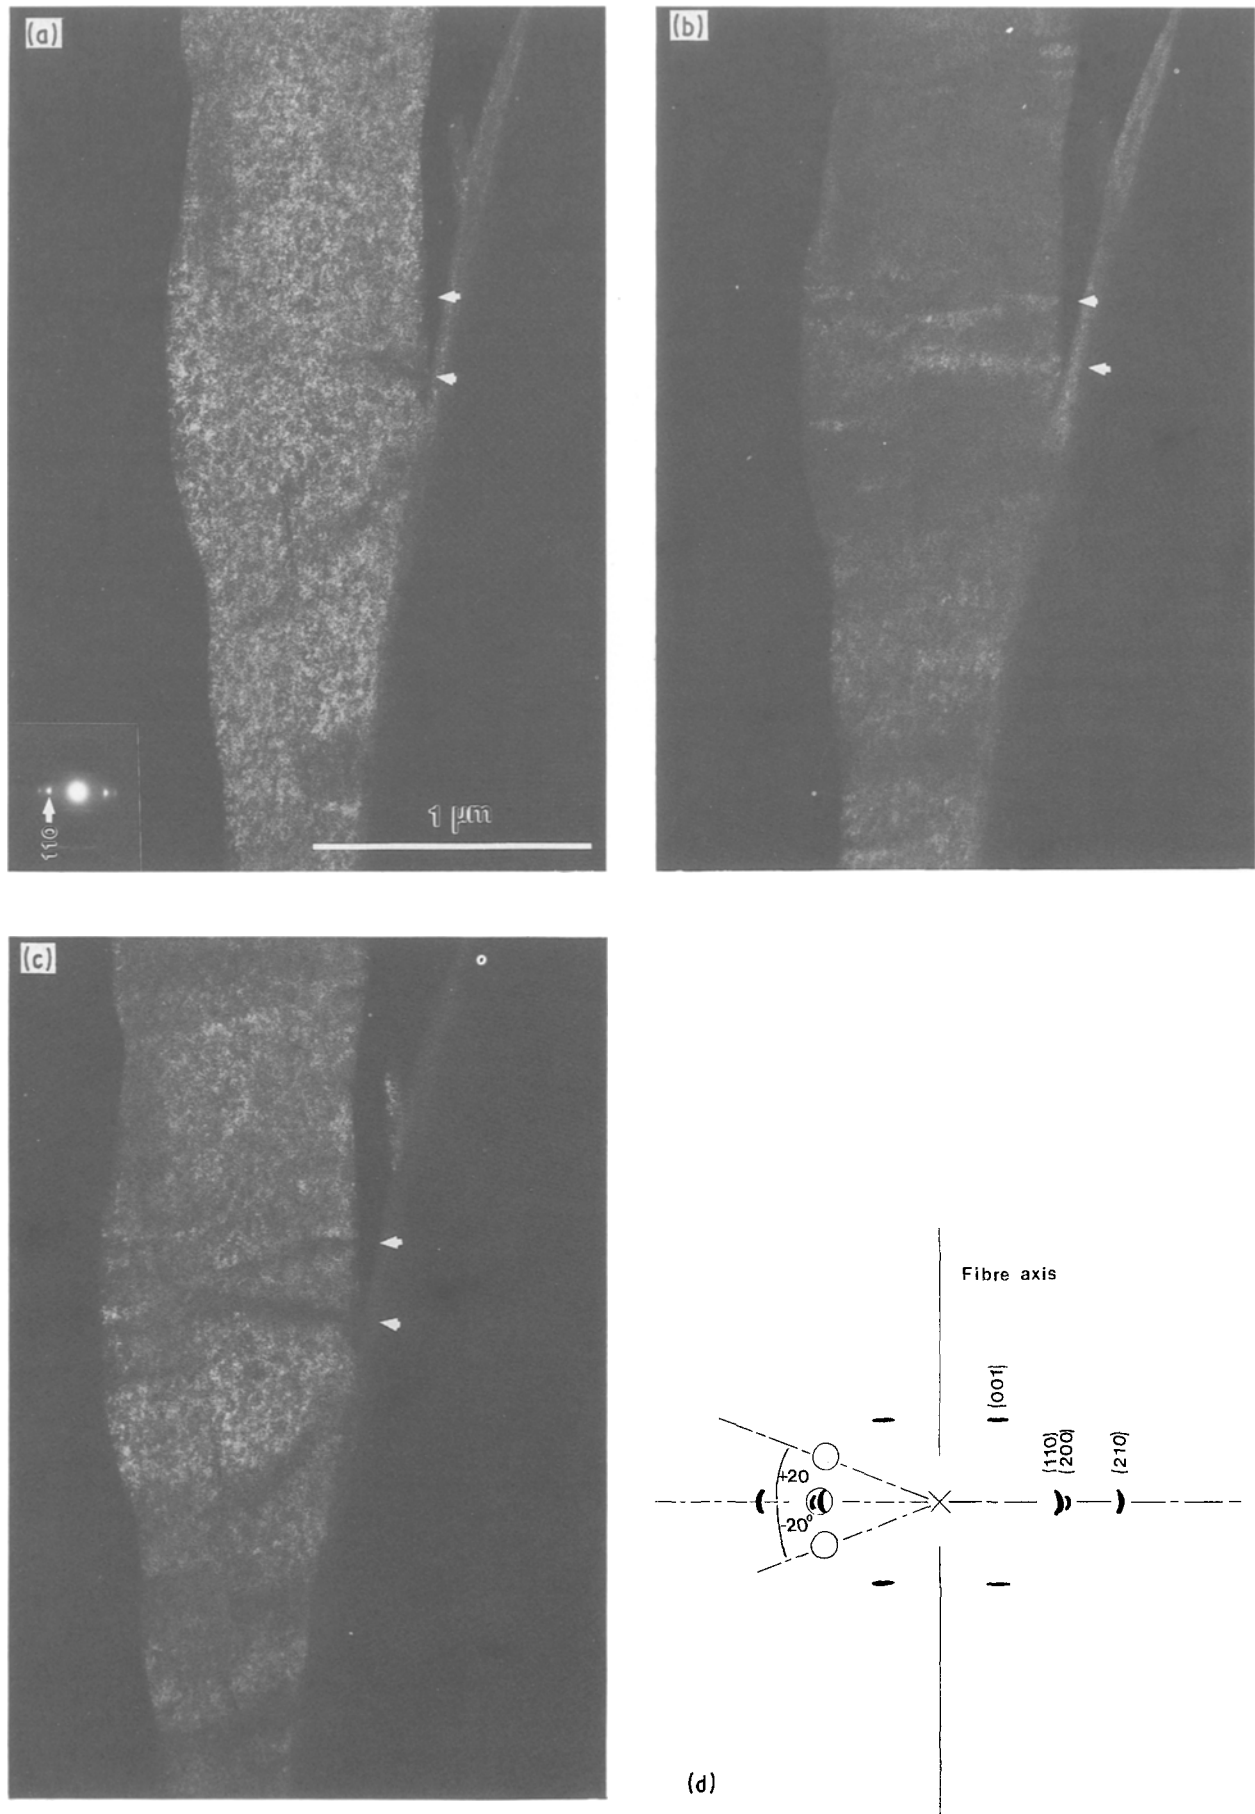 (a)
(b)
110
1 μm
(c)
Fibre axis
{001}
{110}
{200}
{210}
+20
-20°
(d)